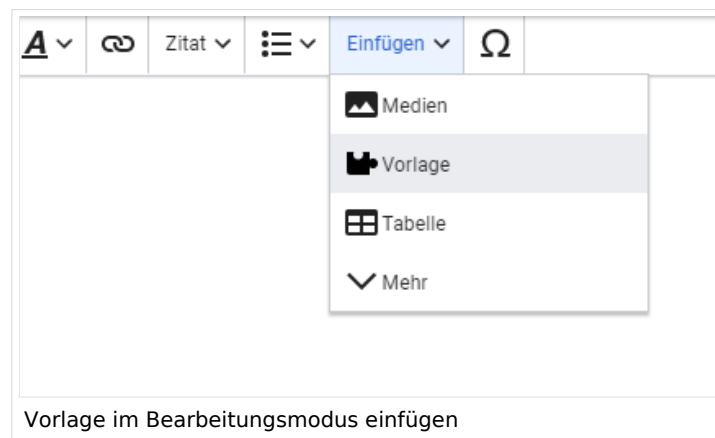 A Zitat Einfügen Ω
Medien
Vorlage
Tabelle
Mehr
Vorlage im Bearbeitungsmodus einfügen